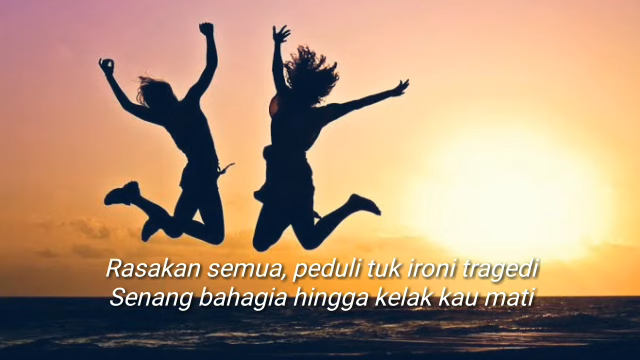 Rasakan semua, peduli tuk ironi tragedi
Senang bahagia hingga kelak kau mati